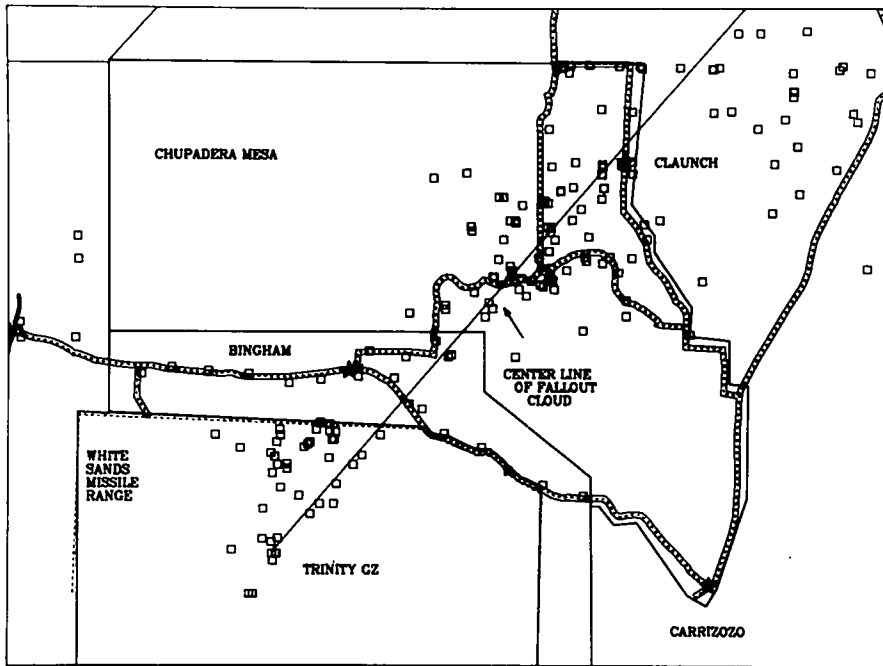 CHUPADERA MESA
CLAUNCH
BINGHAM
CENTER LINE
OF FALLOUT
CLOUD
WHITE
SANDS
MISSILE
RANGE
TRINITY GZ
CARRIZOZO